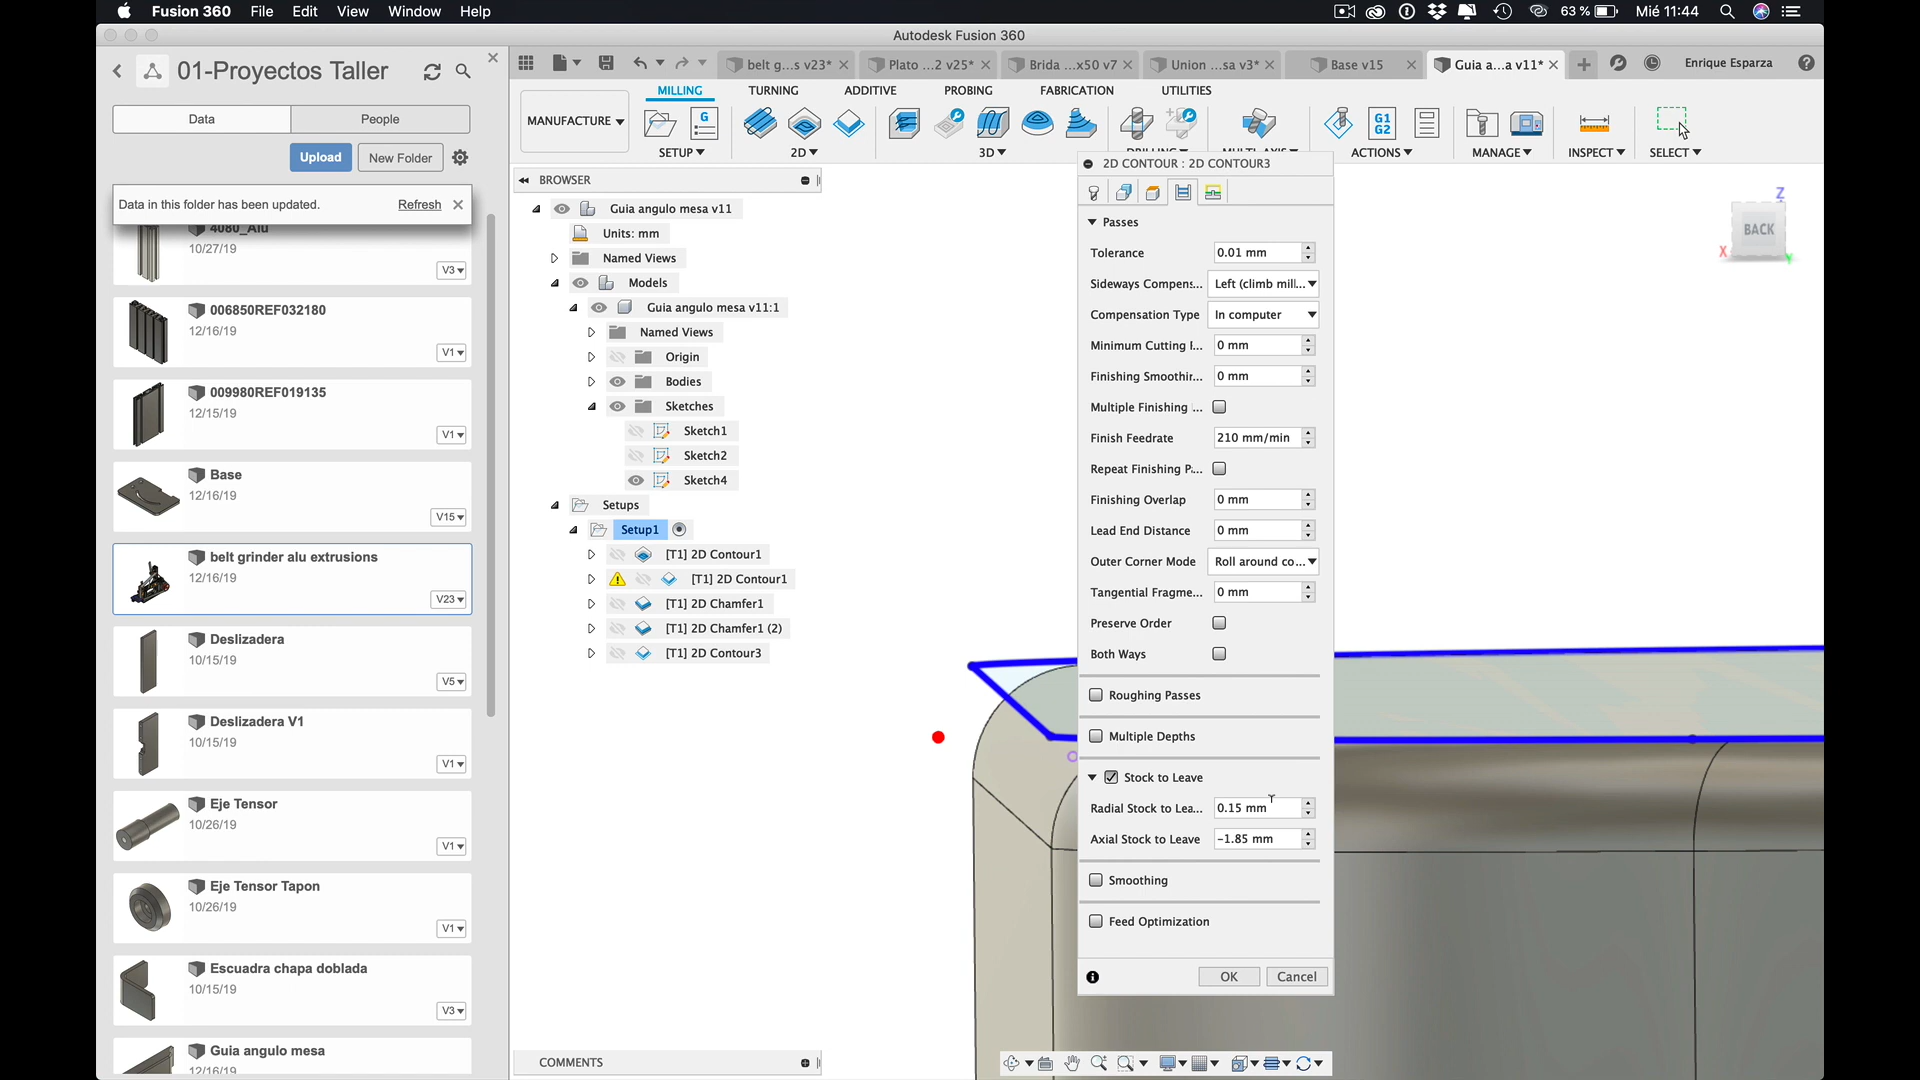 Fusion 360 File Edit View Window Help
63 % Mié 11:44
Autodesk Fusion 360
01-Proyectos Taller
Data People
Upload New Folder
Data in this folder has been updated. Refresh
4080_Alu
10/27/19
V3
006850REF032180
12/16/19
V1
009980REF019135
12/15/19
V1
Base
12/16/19
V15
belt grinder alu extrusions
12/16/19
V23
Deslizadera
10/15/19
V5
Deslizadera V1
10/15/19
V1
Eje Tensor
10/26/19
V1
Eje Tensor Tapon
10/26/19
V1
Escuadra chapa doblada
10/15/19
V3
Guia angulo mesa
12/16/19
belt g...s v23* Plato ...2 v25* Brida ...x50 v7 Union ...sa v3* Base v15 Guia a...a v11* Enrique Esparza
MILLING TURNING ADDITIVE PROBING FABRICATION UTILITIES
MANUFACTURE
G
G1
G2
SETUP 2D 3D ACTIONS MANAGE INSPECT SELECT
BROWSER
Guia angulo mesa v11
Units: mm
Named Views
Models
Guia angulo mesa v11:1
Named Views
Origin
Bodies
Sketches
Sketch1
Sketch2
Sketch4
Setups
Setup1
[T1] 2D Contour1
[T1] 2D Contour1
[T1] 2D Chamfer1
[T1] 2D Chamfer1 (2)
[T1] 2D Contour3
COMMENTS
2D CONTOUR : 2D CONTOUR3
Passes
Tolerance 0.01 mm
Sideways Compens... Left (climb mill...
Compensation Type In computer
Minimum Cutting ... 0 mm
Finishing Smoothin... 0 mm
Multiple Finishing ...
Finish Feedrate 210 mm/min
Repeat Finishing P...
Finishing Overlap 0 mm
Lead End Distance 0 mm
Outer Corner Mode Roll around co...
Tangential Fragme... 0 mm
Preserve Order
Both Ways
Roughing Passes
Multiple Depths
Stock to Leave
Radial Stock to Lea... 0.15 mm
Axial Stock to Leave -1.85 mm
Smoothing
Feed Optimization
OK Cancel
Z
BACK
X